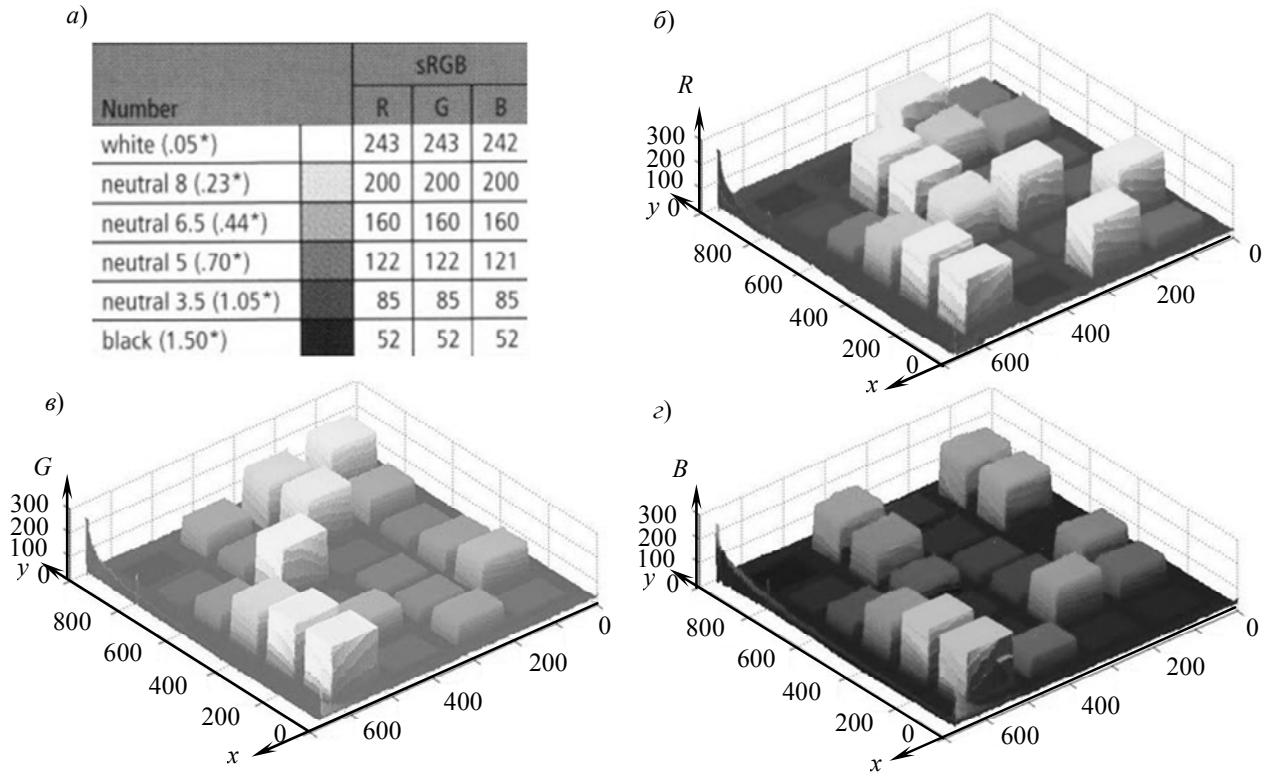 а)
sRGB
Number R G B
white (.05*) 243 243 242
neutral 8 (.23*) 200 200 200
neutral 6.5 (.44*) 160 160 160
neutral 5 (.70*) 122 122 121
neutral 3.5 (1.05*) 85 85 85
black (1.50*) 52 52 52
б)
R
300
200
100
y 0
800
600
400
200
0
x
600
400
200
0
в)
G
300
200
100
y 0
800
600
400
200
0
x
600
400
200
0
г)
B
300
200
100
y 0
800
600
400
200
0
x
600
400
200
0